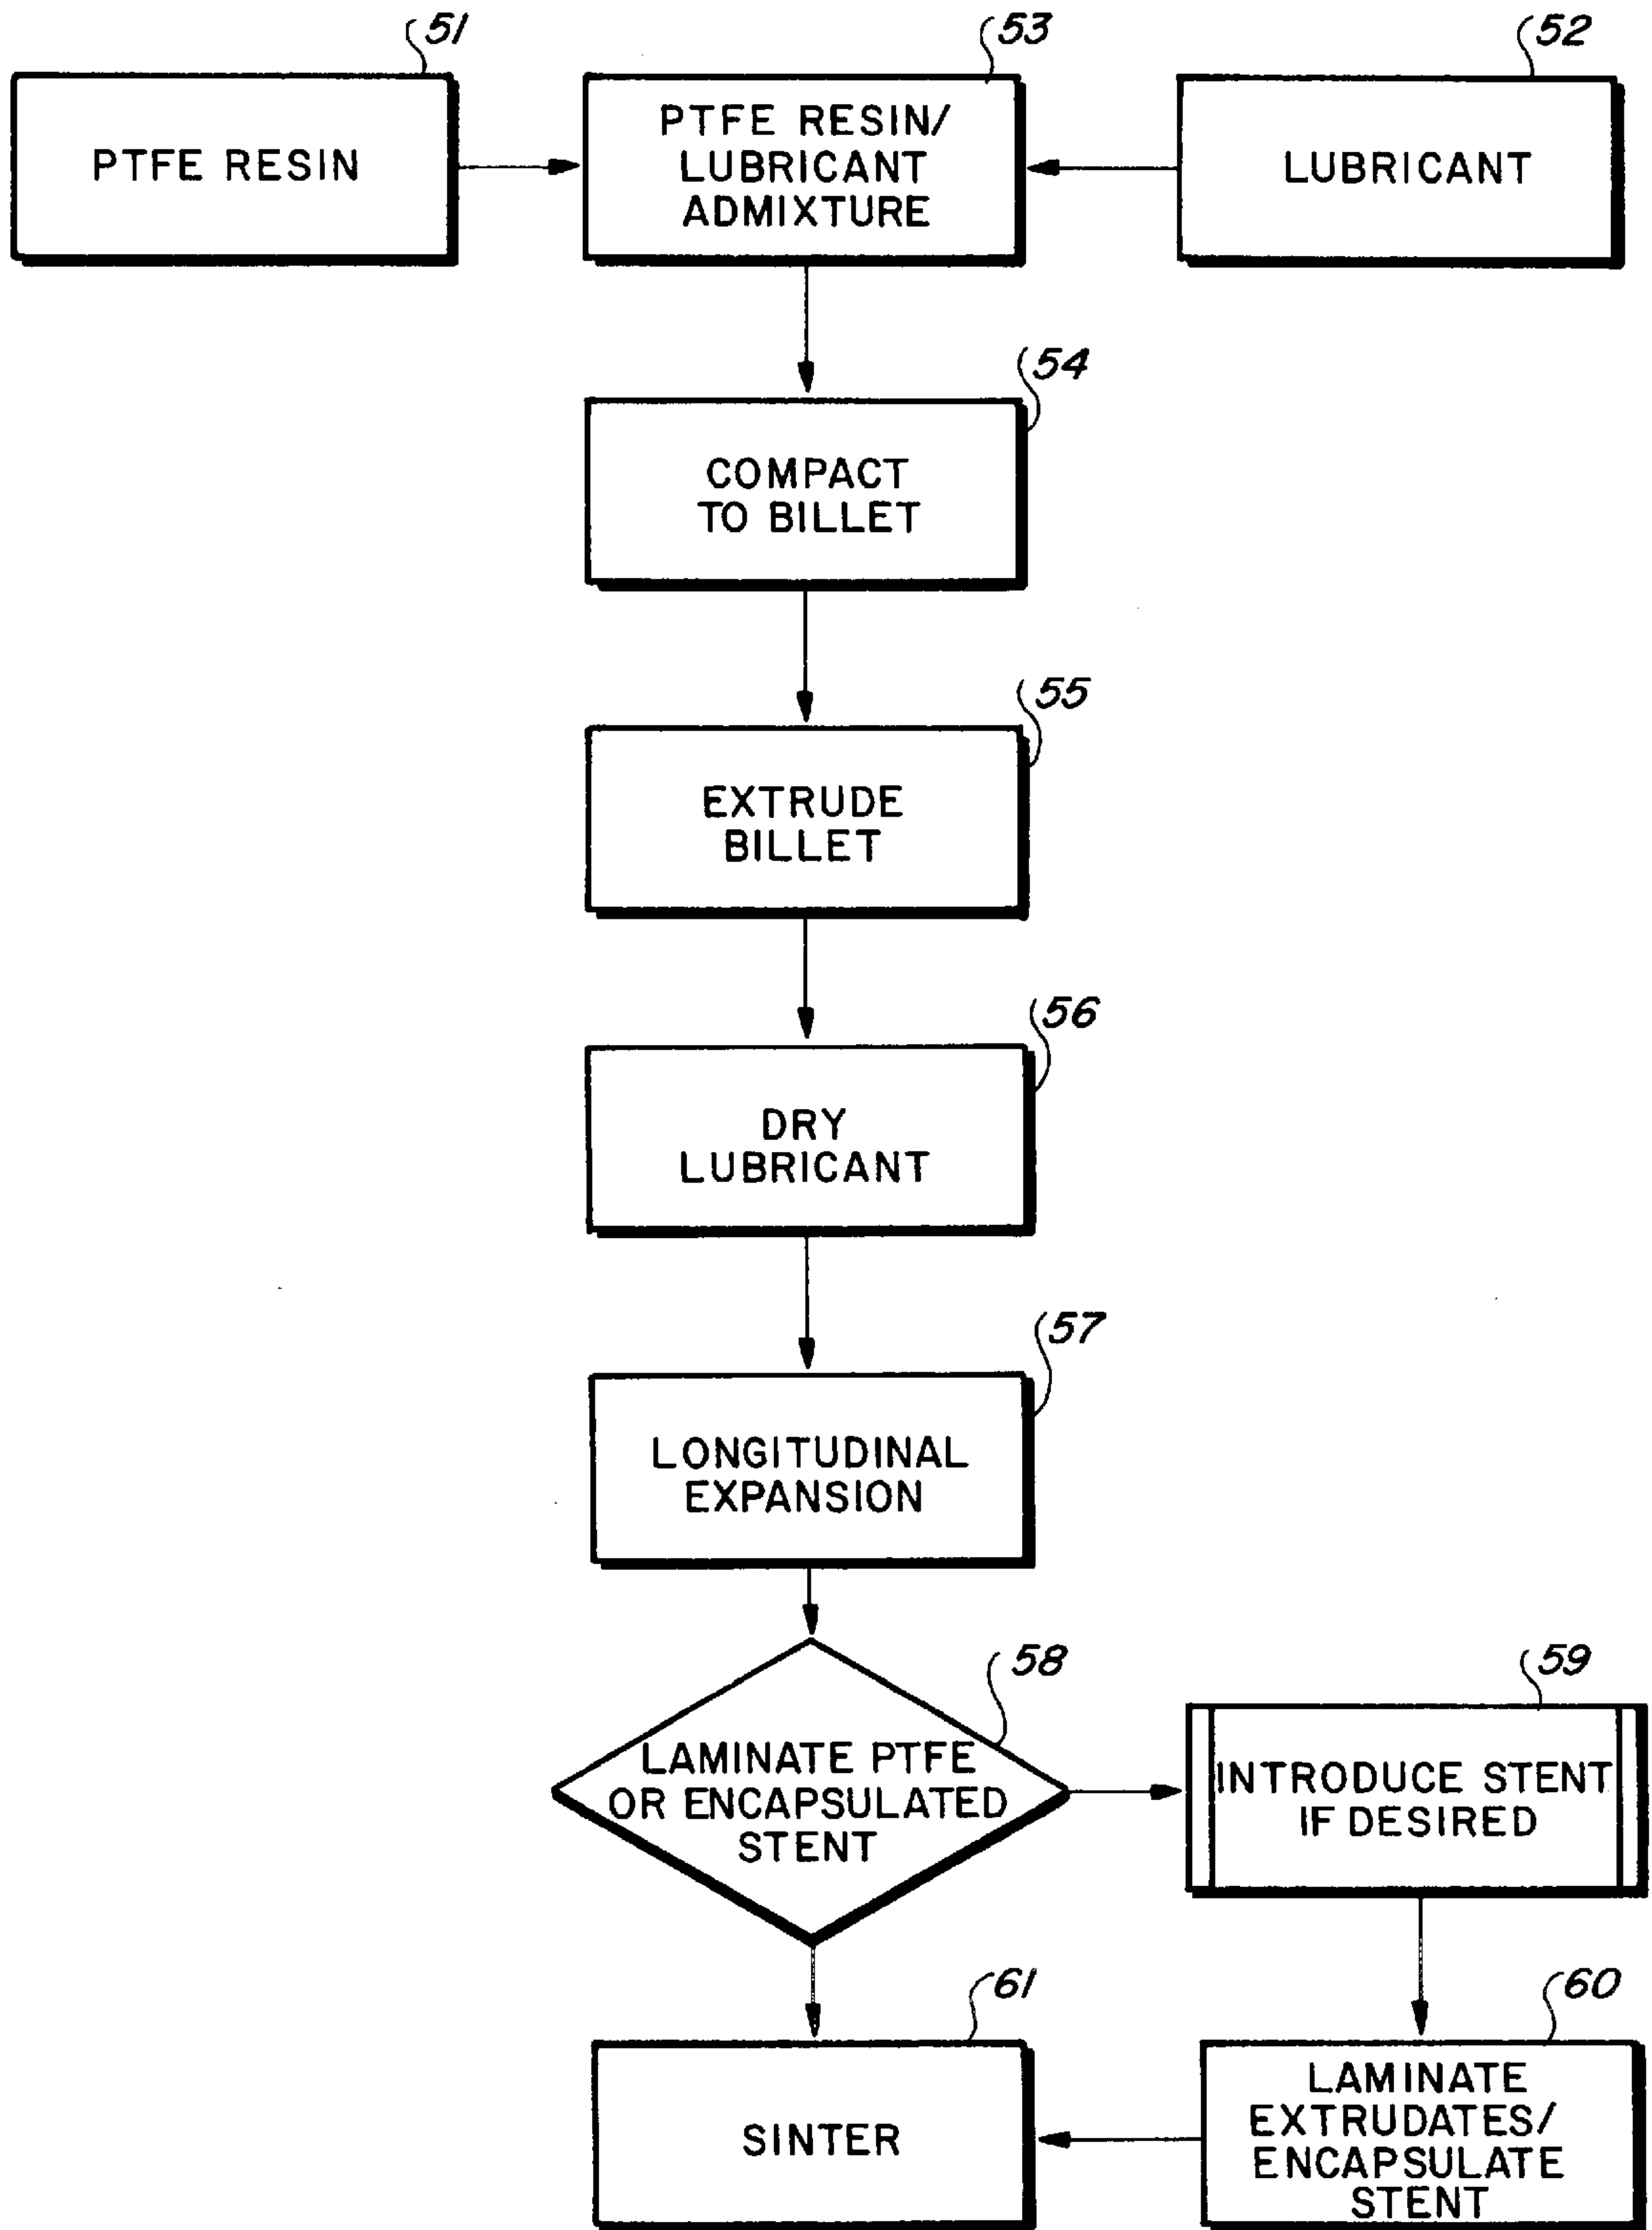 51
53
52
PTFE RESIN
PTFE RESIN/
LUBRICANT
ADMIXTURE
LUBRICANT
54
COMPACT
TO BILLET
55
EXTRUDE
BILLET
56
DRY
LUBRICANT
57
LONGITUDINAL
EXPANSION
58
59
LAMINATE PTFE
OR ENCAPSULATED
STENT
INTRODUCE STENT
IF DESIRED
61
60
SINTER
LAMINATE
EXTRUDATES/
ENCAPSULATE
STENT